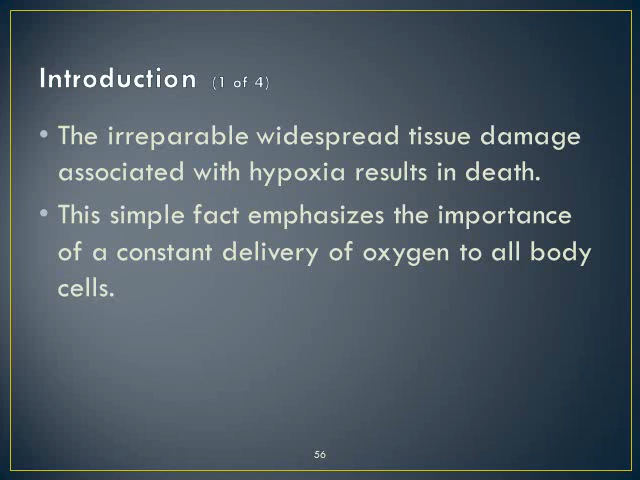 Introduction (1 of 4)
• The irreparable widespread tissue damage
associated with hypoxia results in death.
• This simple fact emphasizes the importance
of a constant delivery of oxygen to all body
cells.
56